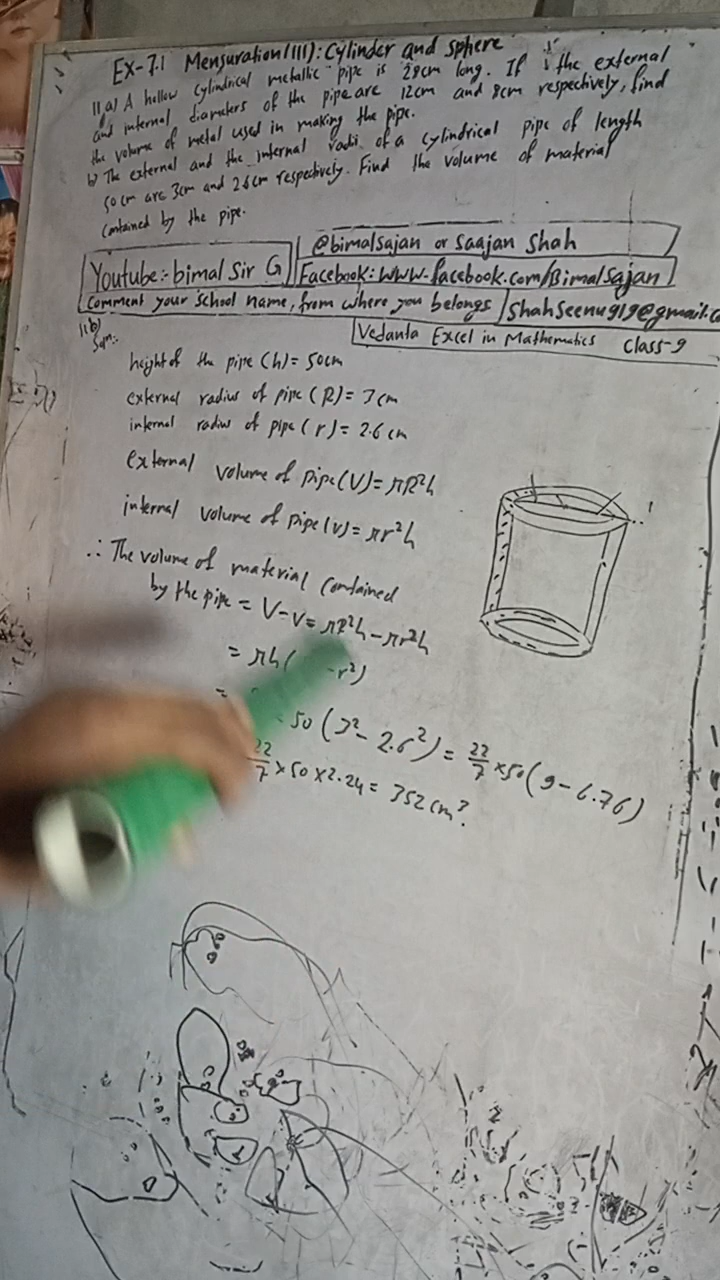 Ex-7.1 Mensuration(III): Cylinder and sphere
11a) A hollow cylindrical metallic pipe is 28cm long. If the external
and internal diameters of the pipe are 12cm and 8cm respectively, find
the volume of metal used in making the pipe.
b) The external and the internal radii of a cylindrical pipe of length
50cm are 3cm and 2.6cm respectively. Find the volume of material
contained by the pipe.
@bimalsajan or Saajan Shah
Youtube:- bimal Sir G
Facebook: www.facebook.com/Bimalsajan
Comment your school name, from where you belongs / Shahseenu919@gmail.c
Vedanta Excel in Mathematics Class-9
11b)
Soln:-
height of the pipe (h) = 50cm
external radius of pipe (R) = 3cm
internal radius of pipe (r) = 2.6 cm
external volume of pipe (V) = πR²h
internal volume of pipe (v) = πr²h
∴ The volume of material contained
by the pipe = V-v = πR²h - πr²h
= πh( -r²)
= 50 (3² - 2.6²) = 22/7 × 50 (9 - 6.76)
22/7 × 50 × 2.24 = 352cm³.